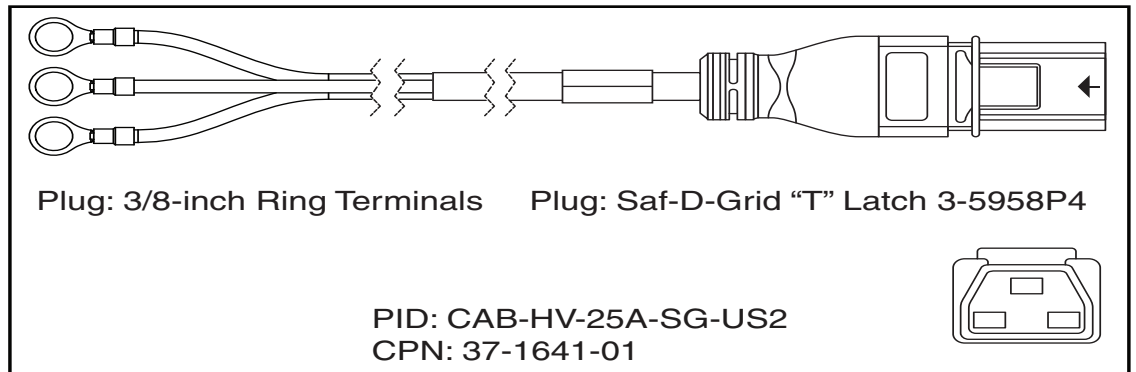 Plug: 3/8-inch Ring Terminals
Plug: Saf-D-Grid “T” Latch 3-5958P4
PID: CAB-HV-25A-SG-US2
CPN: 37-1641-01